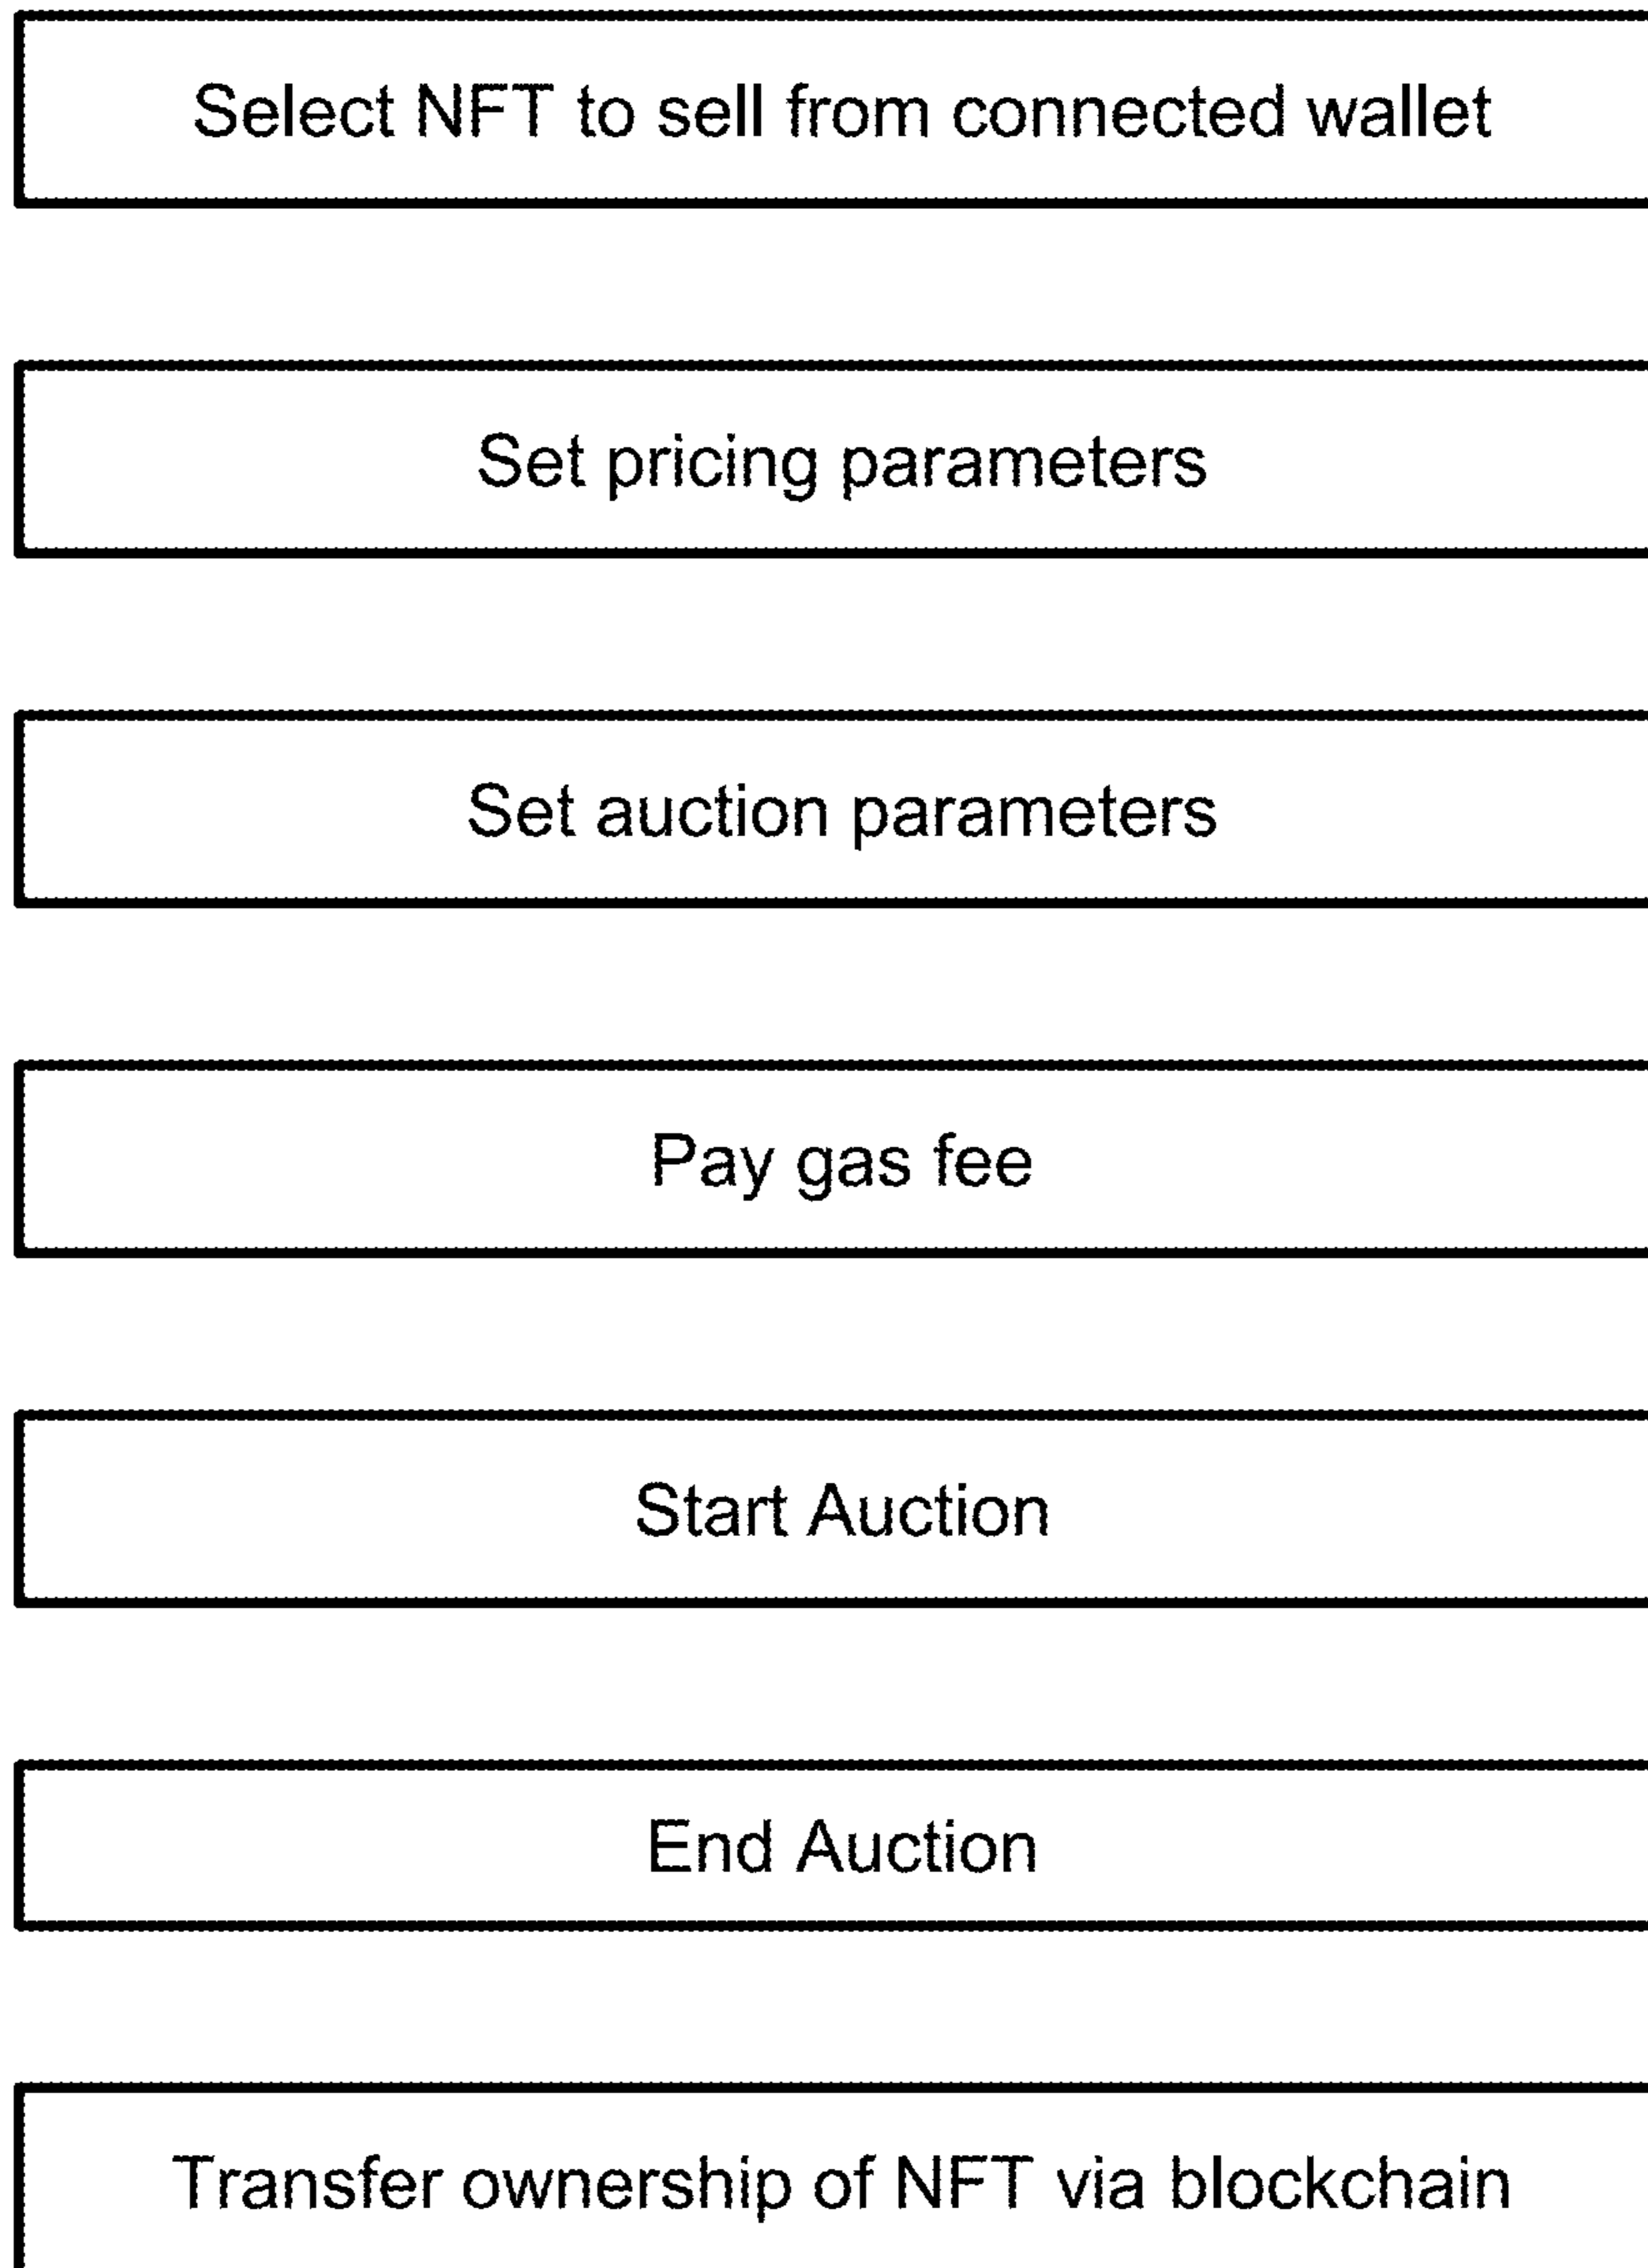 Select NFT to sell from connected wallet
Set pricing parameters
Set auction parameters
Pay gas fee
Start Auction
End Auction
Transfer ownership of NFT via blockchain